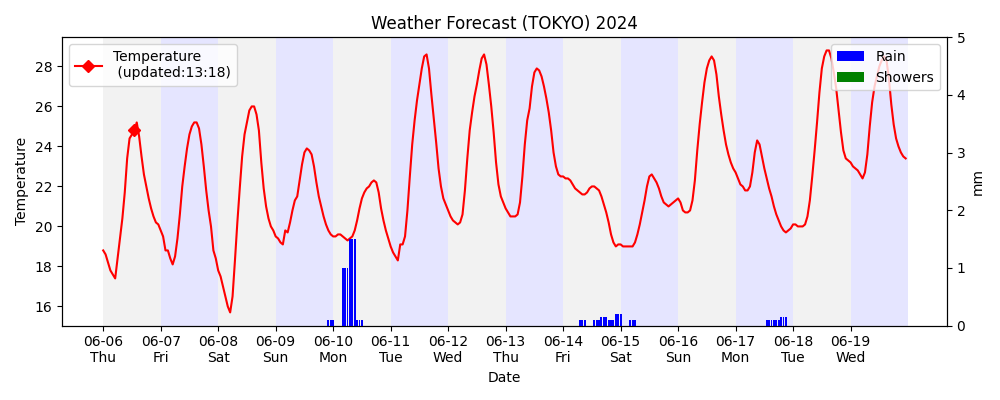 Weather Forecast (TOKYO) 2024
Temperature
(updated:13:18)
Rain
Showers
Temperature
28
26
24
22
20
18
16
5
4
3
2
1
0
mm
06-06 06-07 06-08 06-09 06-10 06-11 06-12 06-13 06-14 06-15 06-16 06-17 06-18 06-19
Thu Fri Sat Sun Mon Tue Wed Thu Fri Sat Sun Mon Tue Wed
Date